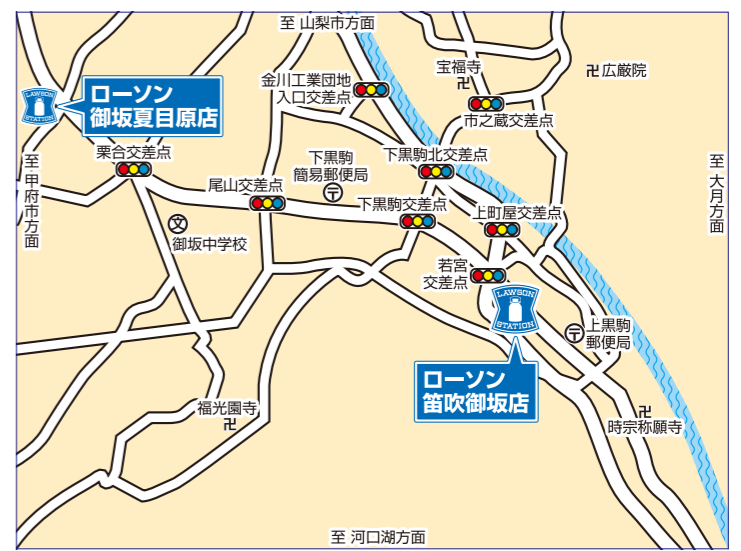 至 山梨市方面
金川工業団地
入口交差点
宝福寺
広厳院
LAWSON
STATION
ローソン
御坂夏目原店
市之蔵交差点
栗合交差点
下黒駒
簡易郵便局
下黒駒北交差点
至 甲府市方面
至 大月方面
尾山交差点
下黒駒交差点
上町屋交差点
文
御坂中学校
若宮
交差点
LAWSON
STATION
上黒駒
郵便局
ローソン
笛吹御坂店
福光園寺
時宗称願寺
至 河口湖方面